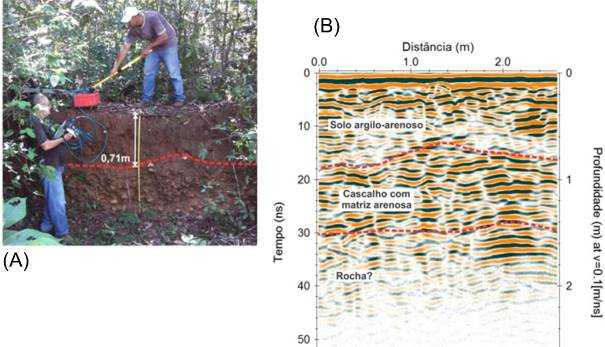 (A)
0,71m
(B)
Distância (m)
0.0 1.0 2.0
Tempo (ns)
0
10
20
30
40
50
Solo argilo-arenoso
Cascalho com
matriz arenosa
Rocha?
0
1
2
Profundidade (m) at v=0.1[m/ns]